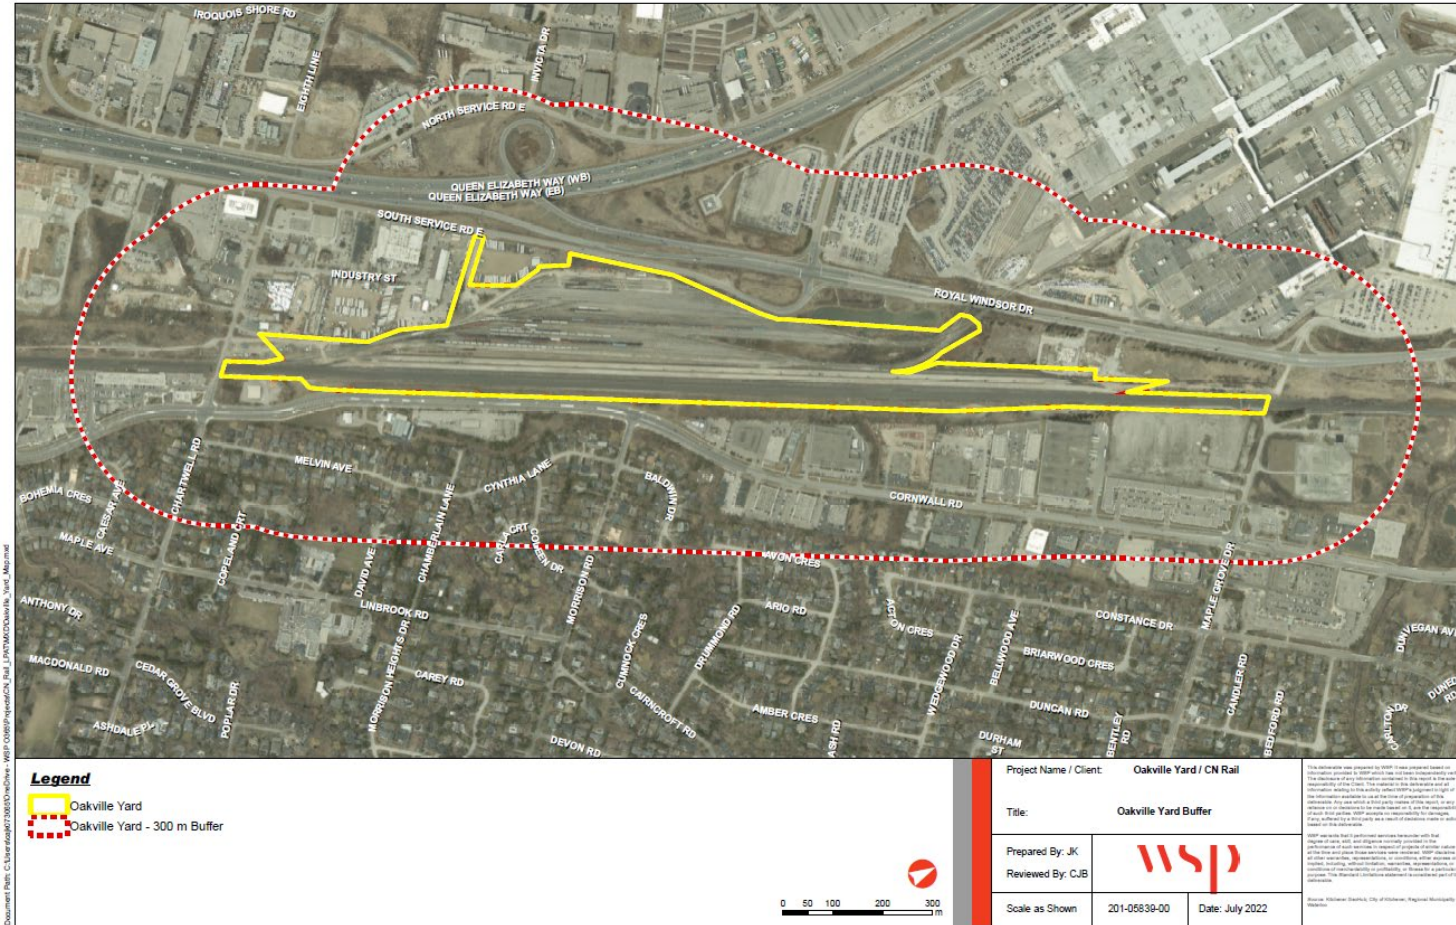 IROQUOIS SHORE RD
EIGHTH LINE
INVICTA DR
NORTH SERVICE RD E
QUEEN ELIZABETH WAY (WB)
QUEEN ELIZABETH WAY (EB)
SOUTH SERVICE RD E
INDUSTRY ST
ROYAL WINDSOR DR
CHARTWELL RD
MELVIN AVE
CYNTHIA LANE
BALDWIN DR
CORNWALL RD
BOHEMIA CRES
CAESAR AVE
MAPLE AVE
COPELAND CRT
DAVID AVE
CHAMBERLAIN LANE
CARLA CRT
COLEEN DR
MORRISON RD
AVON CRES
MAPLE GROVE DR
ANTHONY DR
LINBROOK RD
ARIO RD
DRUMMOND RD
ACTON CRES
CONSTANCE DR
MACDONALD RD
CEDAR GROVE BLVD
POPLAR DR
MORRISON HEIGHTS DR
CAREY RD
CUMNOCK CRES
CAIRNCROFT RD
WEDGEWOOD DR
BELLWOOD AVE
BRIARWOOD CRES
DUNCAN RD
CANDLER RD
ASHDALE PL
DEVON RD
AMBER CRES
ASH RD
DURHAM
ST
BENTLEY
RD
BEDFORD RD
CARLTON DR
Legend
Oakville Yard
Oakville Yard - 300 m Buffer
0 50 100 200 300
m
Project Name / Client: Oakville Yard / CN Rail
Title: Oakville Yard Buffer
Prepared By: JK
Reviewed By: CJB
wsp
Scale as Shown 201-05839-00 Date: July 2022